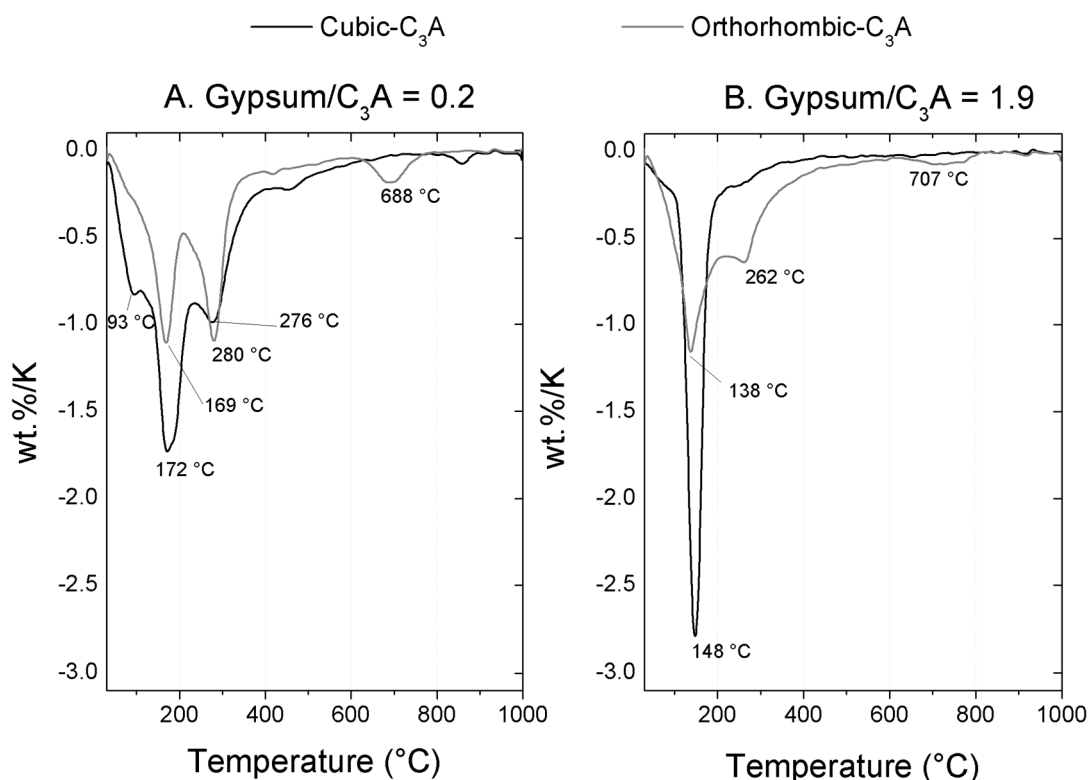 Cubic-C₃A
Orthorhombic-C₃A
A. Gypsum/C₃A = 0.2
0.0
-0.5
-1.0
-1.5
-2.0
-2.5
-3.0
wt.%/K
93 °C
172 °C
169 °C
280 °C
276 °C
688 °C
200
400
600
800
1000
Temperature (°C)
B. Gypsum/C₃A = 1.9
0.0
-0.5
-1.0
-1.5
-2.0
-2.5
-3.0
wt.%/K
707 °C
262 °C
138 °C
148 °C
200
400
600
800
1000
Temperature (°C)